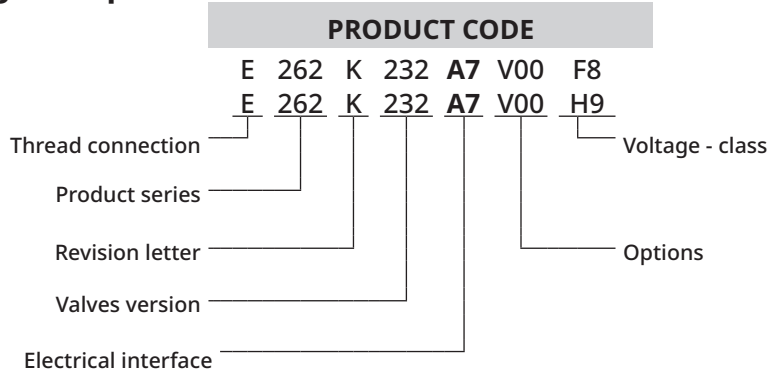 PRODUCT CODE
E 262 K 232 A7 V00 F8
E 262 K 232 A7 V00 H9
Thread connection
Voltage - class
Product series
Revision letter
Options
Valves version
Electrical interface